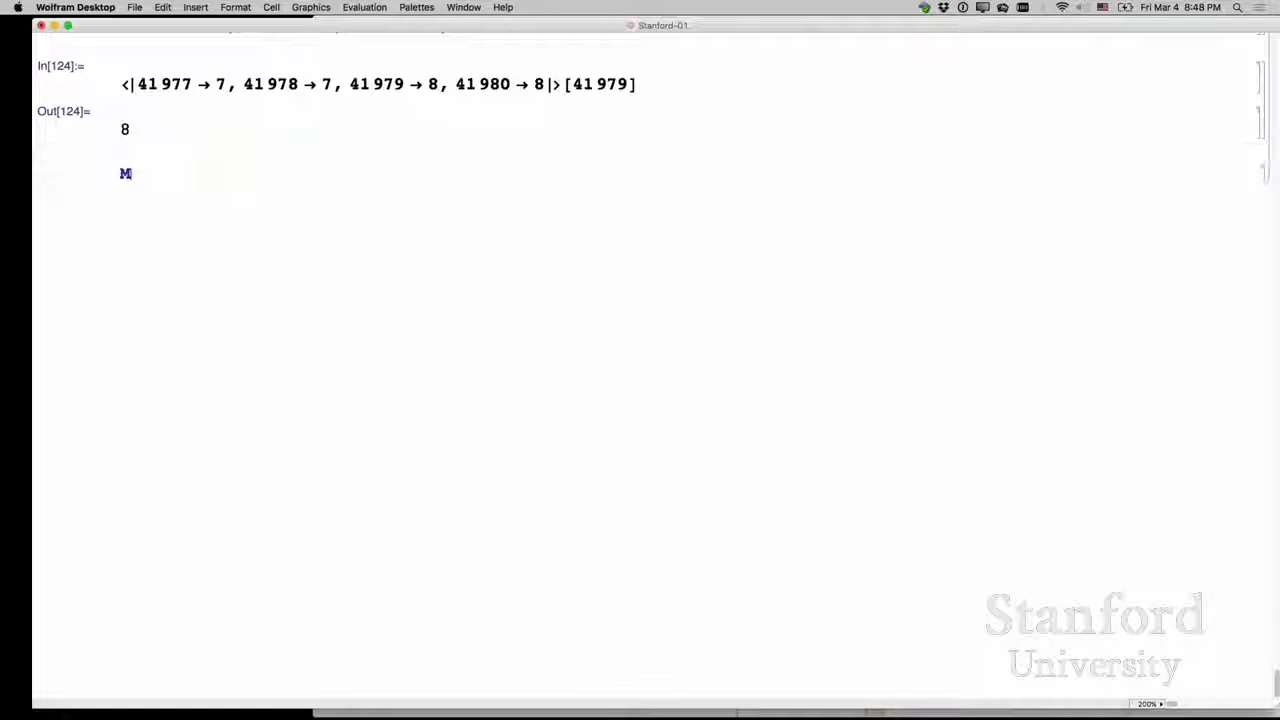 Wolfram Desktop File Edit Insert Format Cell Graphics Evaluation Palettes Window Help Fri Mar 4 8:48 PM
Stanford-01
In[124]:=
<|41 977 → 7, 41 978 → 7, 41 979 → 8, 41 980 → 8|>[41 979]
Out[124]=
8
M
Stanford
University
200%